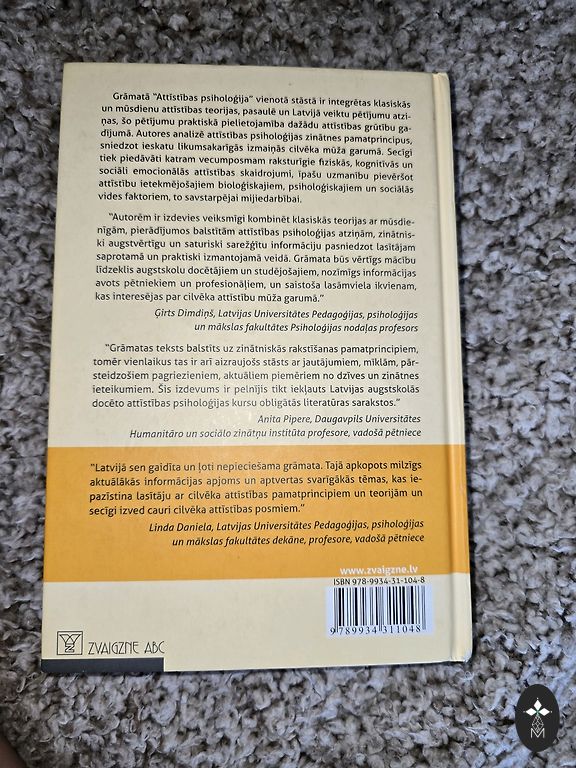 Grāmatā "Attīstības psiholoģija" vienotā stāstā ir integrētas klasiskās
un mūsdienu attīstības teorijas, pasaulē un Latvijā veiktu pētījumu atzi-
ņas, šo pētījumu praktiskā pielietojamība dažādu attīstības grūtību ga-
dījumā. Autores analizē attīstības psiholoģijas zinātnes pamatprincipus,
sniedzot ieskatu likumsakarīgās izmaiņās cilvēka mūža garumā. Secīgi
tiek piedāvāti katram vecumposmam raksturīgie fiziskās, kognitīvās un
sociāli emocionālās attīstības skaidrojumi, īpašu uzmanību pievēršot
attīstību ietekmējošajiem bioloģiskajiem, psiholoģiskajiem un sociālās
vides faktoriem, to savstarpējai mijiedarbībai.
"Autorēm ir izdevies veiksmīgi kombinēt klasiskās teorijas ar mūsdie-
nīgām, pierādījumos balstītām attīstības psiholoģijas atziņām, zinātnis-
ki augstvērtīgu un saturiski sarežģītu informāciju pasniedzot lasītājam
saprotamā un praktiski izmantojamā veidā. Grāmata būs vērtīgs mācību
līdzeklis augstskolu docētājiem un studējošajiem, nozīmīgs informācijas
avots pētniekiem un profesionāļiem, un saistoša lasāmviela ikvienam,
kas interesējas par cilvēka attīstību mūža garumā."
Ģirts Dimdiņš, Latvijas Universitātes Pedagoģijas, psiholoģijas
un mākslas fakultātes Psiholoģijas nodaļas profesors
"Grāmatas teksts balstīts uz zinātniskās rakstīšanas pamatprincipiem,
tomēr vienlaikus tas ir arī aizraujošs stāsts ar jautājumiem, mīklām, pār-
steidzošiem pagriezieniem, aktuāliem piemēriem no dzīves un zinātnes
ieteikumiem. Šis izdevums ir pelnījis tikt iekļauts Latvijas augstskolās
docēto attīstības psiholoģijas kursu obligātās literatūras sarakstos."
Anita Pipere, Daugavpils Universitātes
Humanitāro un sociālo zinātņu institūta profesore, vadošā pētniece
"Latvijā sen gaidīta un ļoti nepieciešama grāmata. Tajā apkopots milzīgs
aktuālākās informācijas apjoms un aptvertas svarīgākās tēmas, kas ie-
pazīstina lasītāju ar cilvēka attīstības pamatprincipiem un teorijām un
secīgi izved cauri cilvēka attīstības posmiem."
Linda Daniela, Latvijas Universitātes Pedagoģijas, psiholoģijas
un mākslas fakultātes dekāne, profesore, vadošā pētniece
www.zvaigzne.lv
ISBN 978-9934-31-104-8
9789934311048
ZVAIGZNE ABC
M